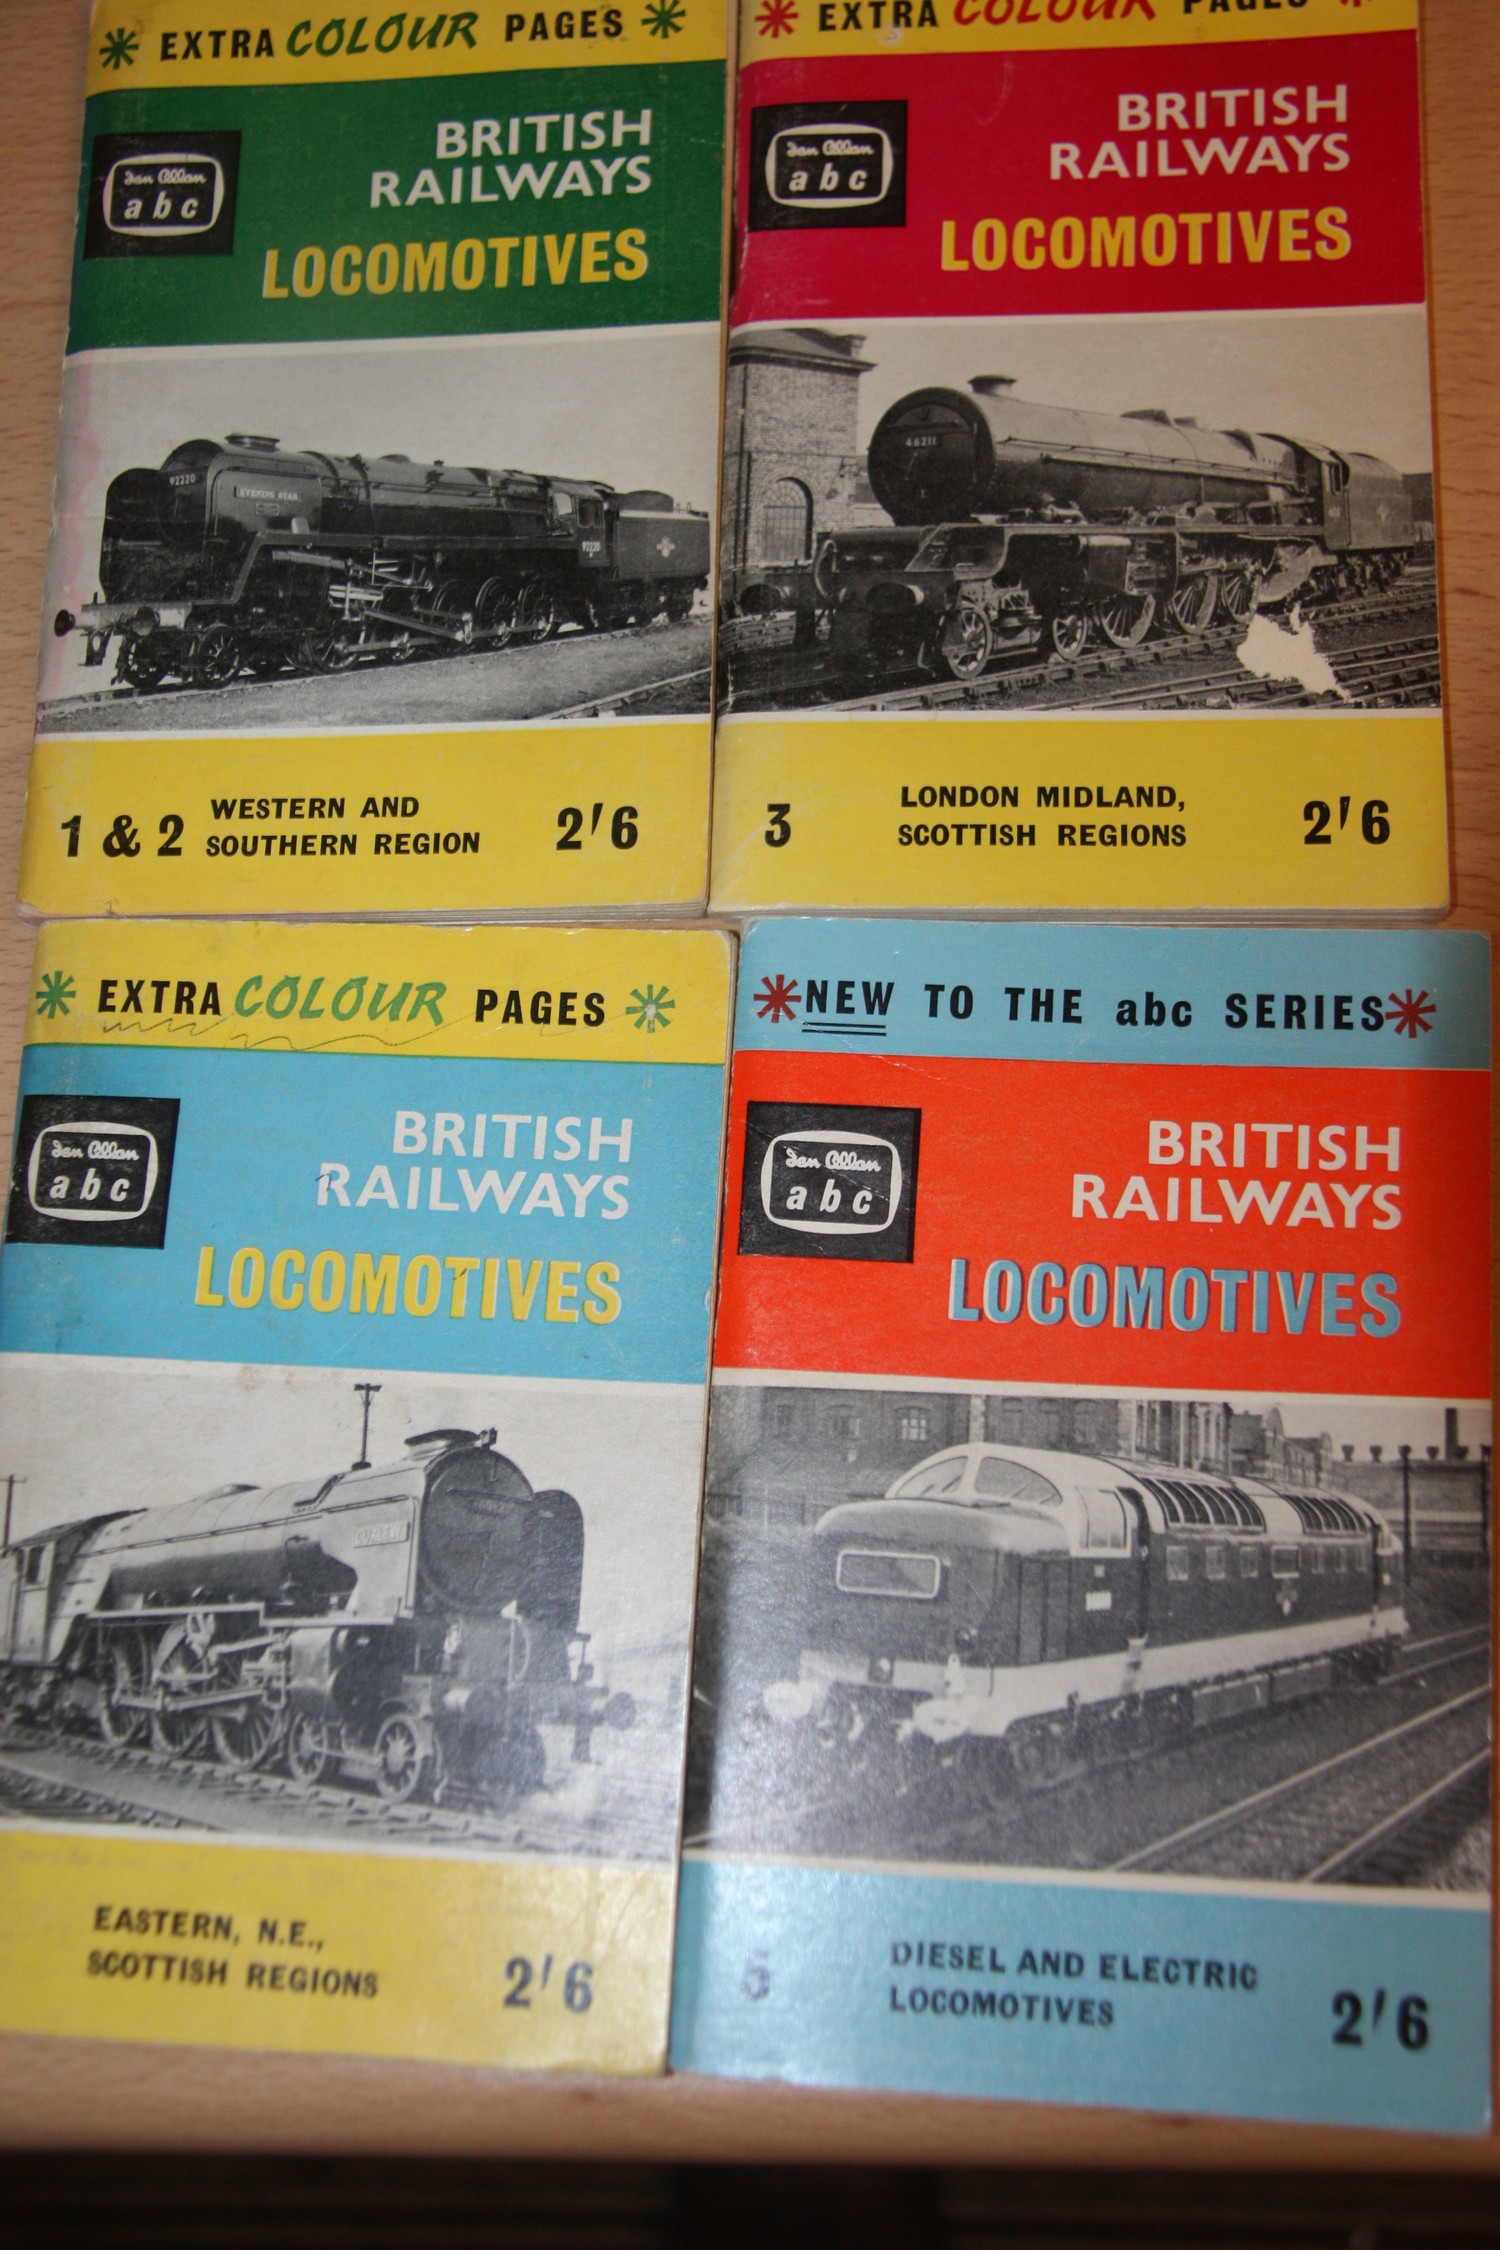 EXTRA COLOUR PAGES
Ian Allan
abc
BRITISH
RAILWAYS
LOCOMOTIVES
92220
EVENING STAR
92220
1 & 2
WESTERN AND
SOUTHERN REGION
2'6
EXTRA COLOUR PAGES
Ian Allan
abc
BRITISH
RAILWAYS
LOCOMOTIVES
46211
3
LONDON MIDLAND,
SCOTTISH REGIONS
2'6
EXTRA COLOUR PAGES
Ian Allan
abc
BRITISH
RAILWAYS
LOCOMOTIVES
EASTERN, N.E.,
SCOTTISH REGIONS
2'6
NEW TO THE abc SERIES
Ian Allan
abc
BRITISH
RAILWAYS
LOCOMOTIVES
5
DIESEL AND ELECTRIC
LOCOMOTIVES
2'6